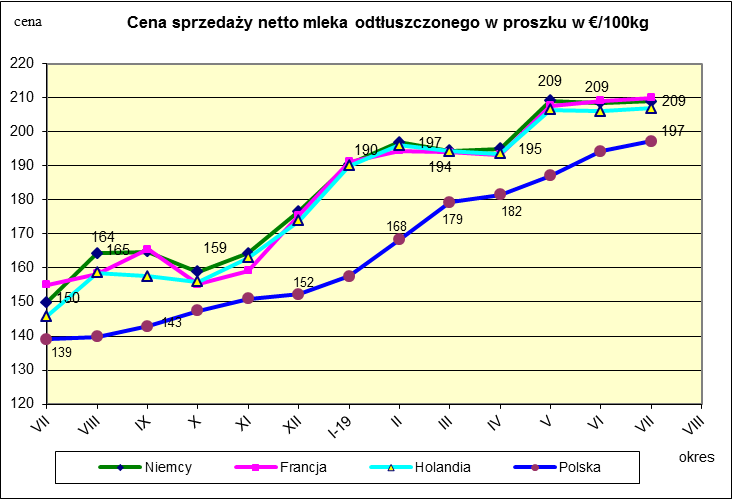 cena
Cena sprzedaży netto mleka odtłuszczonego w proszku w €/100kg
220
210
200
190
180
170
160
150
140
130
120
209
209
209
197
190
197
194
195
164
165
159
168
179
182
150
152
143
139
VII
VIII
IX
X
XI
XII
I-19
II
III
IV
V
VI
VII
VIII
okres
Niemcy
Francja
Holandia
Polska